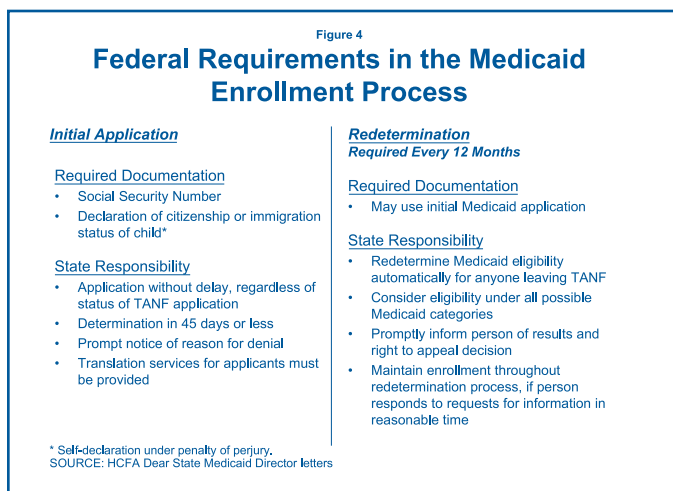 Figure 4
Federal Requirements in the Medicaid
Enrollment Process
Initial Application
Required Documentation
• Social Security Number
• Declaration of citizenship or immigration
status of child*
State Responsibility
• Application without delay, regardless of
status of TANF application
• Determination in 45 days or less
• Prompt notice of reason for denial
• Translation services for applicants must
be provided
Redetermination
Required Every 12 Months
Required Documentation
• May use initial Medicaid application
State Responsibility
• Redetermine Medicaid eligibility
automatically for anyone leaving TANF
• Consider eligibility under all possible
Medicaid categories
• Promptly inform person of results and
right to appeal decision
• Maintain enrollment throughout
redetermination process, if person
responds to requests for information in
reasonable time
* Self-declaration under penalty of perjury.
SOURCE: HCFA Dear State Medicaid Director letters